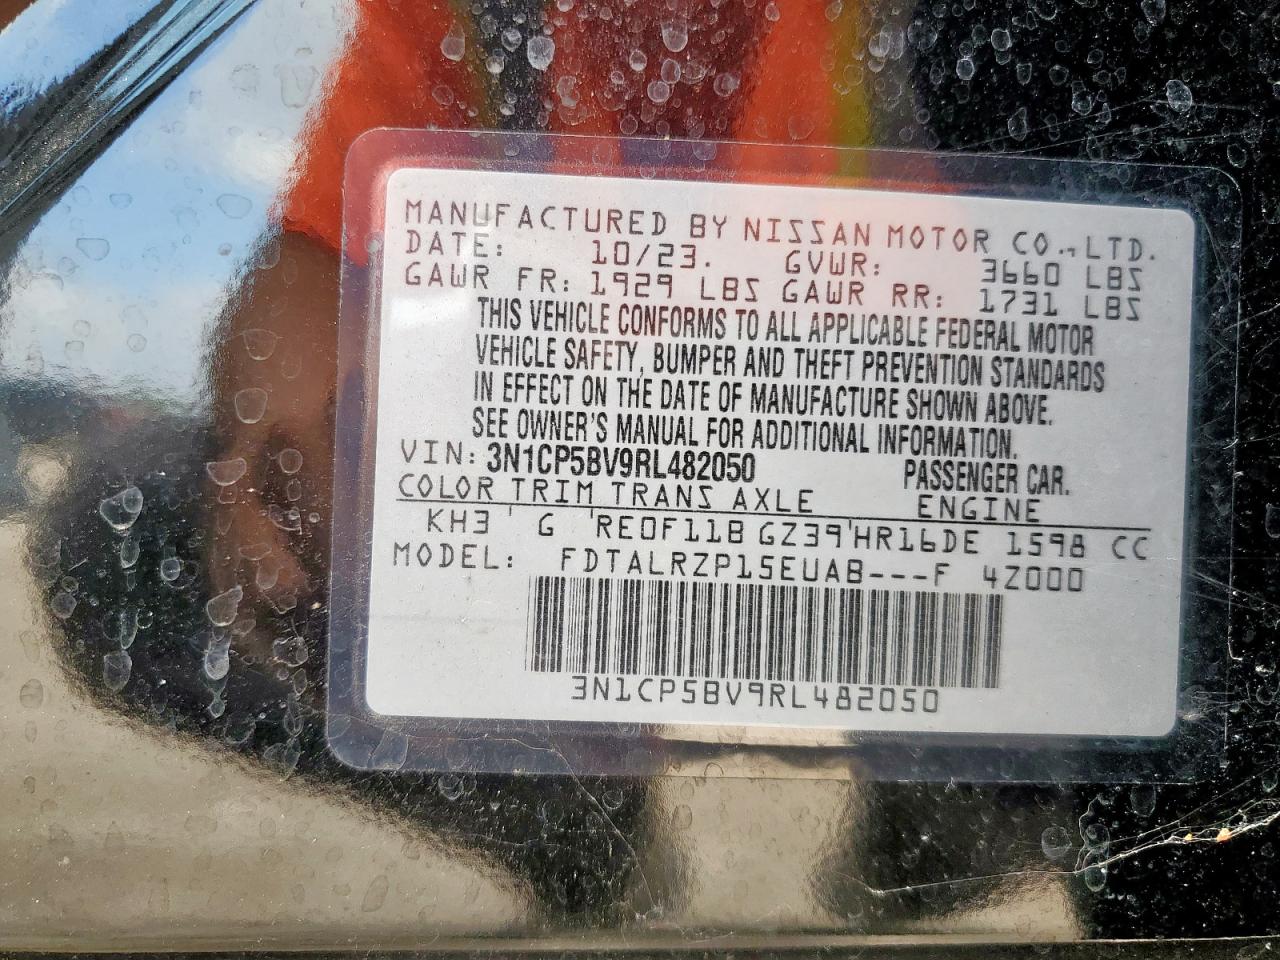 MANUFACTURED BY NISSAN MOTOR CO.,LTD.
DATE: 10/23. GVWR: 3660 LBS
GAWR FR: 1929 LBS GAWR RR: 1731 LBS
THIS VEHICLE CONFORMS TO ALL APPLICABLE FEDERAL MOTOR
VEHICLE SAFETY, BUMPER AND THEFT PREVENTION STANDARDS
IN EFFECT ON THE DATE OF MANUFACTURE SHOWN ABOVE.
SEE OWNER'S MANUAL FOR ADDITIONAL INFORMATION.
VIN: 3N1CP5BV9RL482050 PASSENGER CAR.
COLOR TRIM TRANS AXLE ENGINE
KH3 ' G 'RE0F11B GZ39'HR16DE 1598 CC
MODEL: FDTALRZP15EUAB---F 4Z000
3N1CP5BV9RL482050